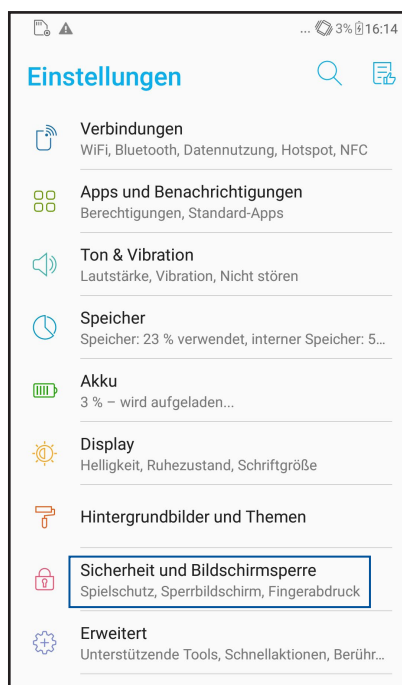 ... 3% 16:14
Einstellungen
Verbindungen
WiFi, Bluetooth, Datennutzung, Hotspot, NFC
Apps und Benachrichtigungen
Berechtigungen, Standard-Apps
Ton & Vibration
Lautstärke, Vibration, Nicht stören
Speicher
Speicher: 23 % verwendet, interner Speicher: 5...
Akku
3 % – wird aufgeladen...
Display
Helligkeit, Ruhezustand, Schriftgröße
Hintergrundbilder und Themen
Sicherheit und Bildschirmsperre
Spielschutz, Sperrbildschirm, Fingerabdruck
Erweitert
Unterstützende Tools, Schnellaktionen, Berühr...